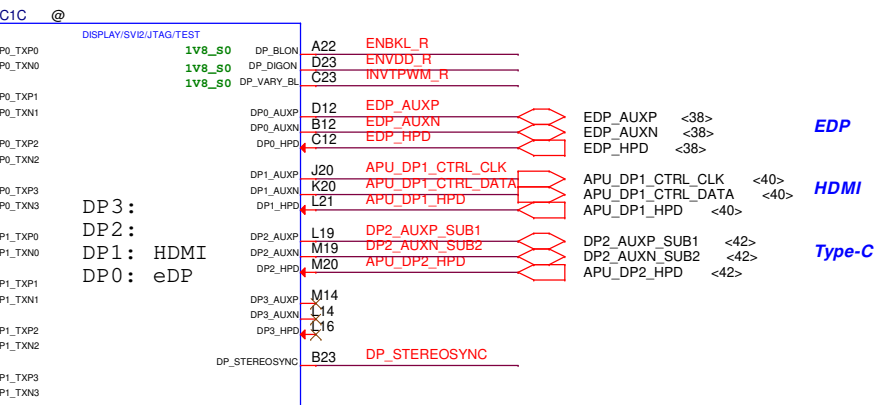 C1C @
DISPLAY/SVI2/JTAG/TEST
P0_TXP0 1V8_S0 DP_BLON A22 ENBKL_R
P0_TXN0 1V8_S0 DP_DIGON D23 ENVDD_R
1V8_S0 DP_VARY_BL C23 INVTPWM_R
P0_TXP1
P0_TXN1 DP0_AUXP D12 EDP_AUXP EDP_AUXP <38>
DP0_AUXN B12 EDP_AUXN EDP_AUXN <38> EDP
P0_TXP2 DP0_HPD C12 EDP_HPD EDP_HPD <38>
P0_TXN2
DP1_AUXP J20 APU_DP1_CTRL_CLK APU_DP1_CTRL_CLK <40>
P0_TXP3 DP1_AUXN K20 APU_DP1_CTRL_DATA APU_DP1_CTRL_DATA <40> HDMI
P0_TXN3 DP3: DP1_HPD L21 APU_DP1_HPD APU_DP1_HPD <40>
P1_TXP0 DP2: DP2_AUXP L19 DP2_AUXP_SUB1 DP2_AUXP_SUB1 <42>
P1_TXN0 DP1: HDMI DP2_AUXN M19 DP2_AUXN_SUB2 DP2_AUXN_SUB2 <42> Type-C
DP0: eDP DP2_HPD M20 APU_DP2_HPD APU_DP2_HPD <42>
P1_TXP1
P1_TXN1 DP3_AUXP M14
DP3_AUXN L14
P1_TXP2 DP3_HPD L16
P1_TXN2
DP_STEREOSYNC B23 DP_STEREOSYNC
P1_TXP3
P1_TXN3